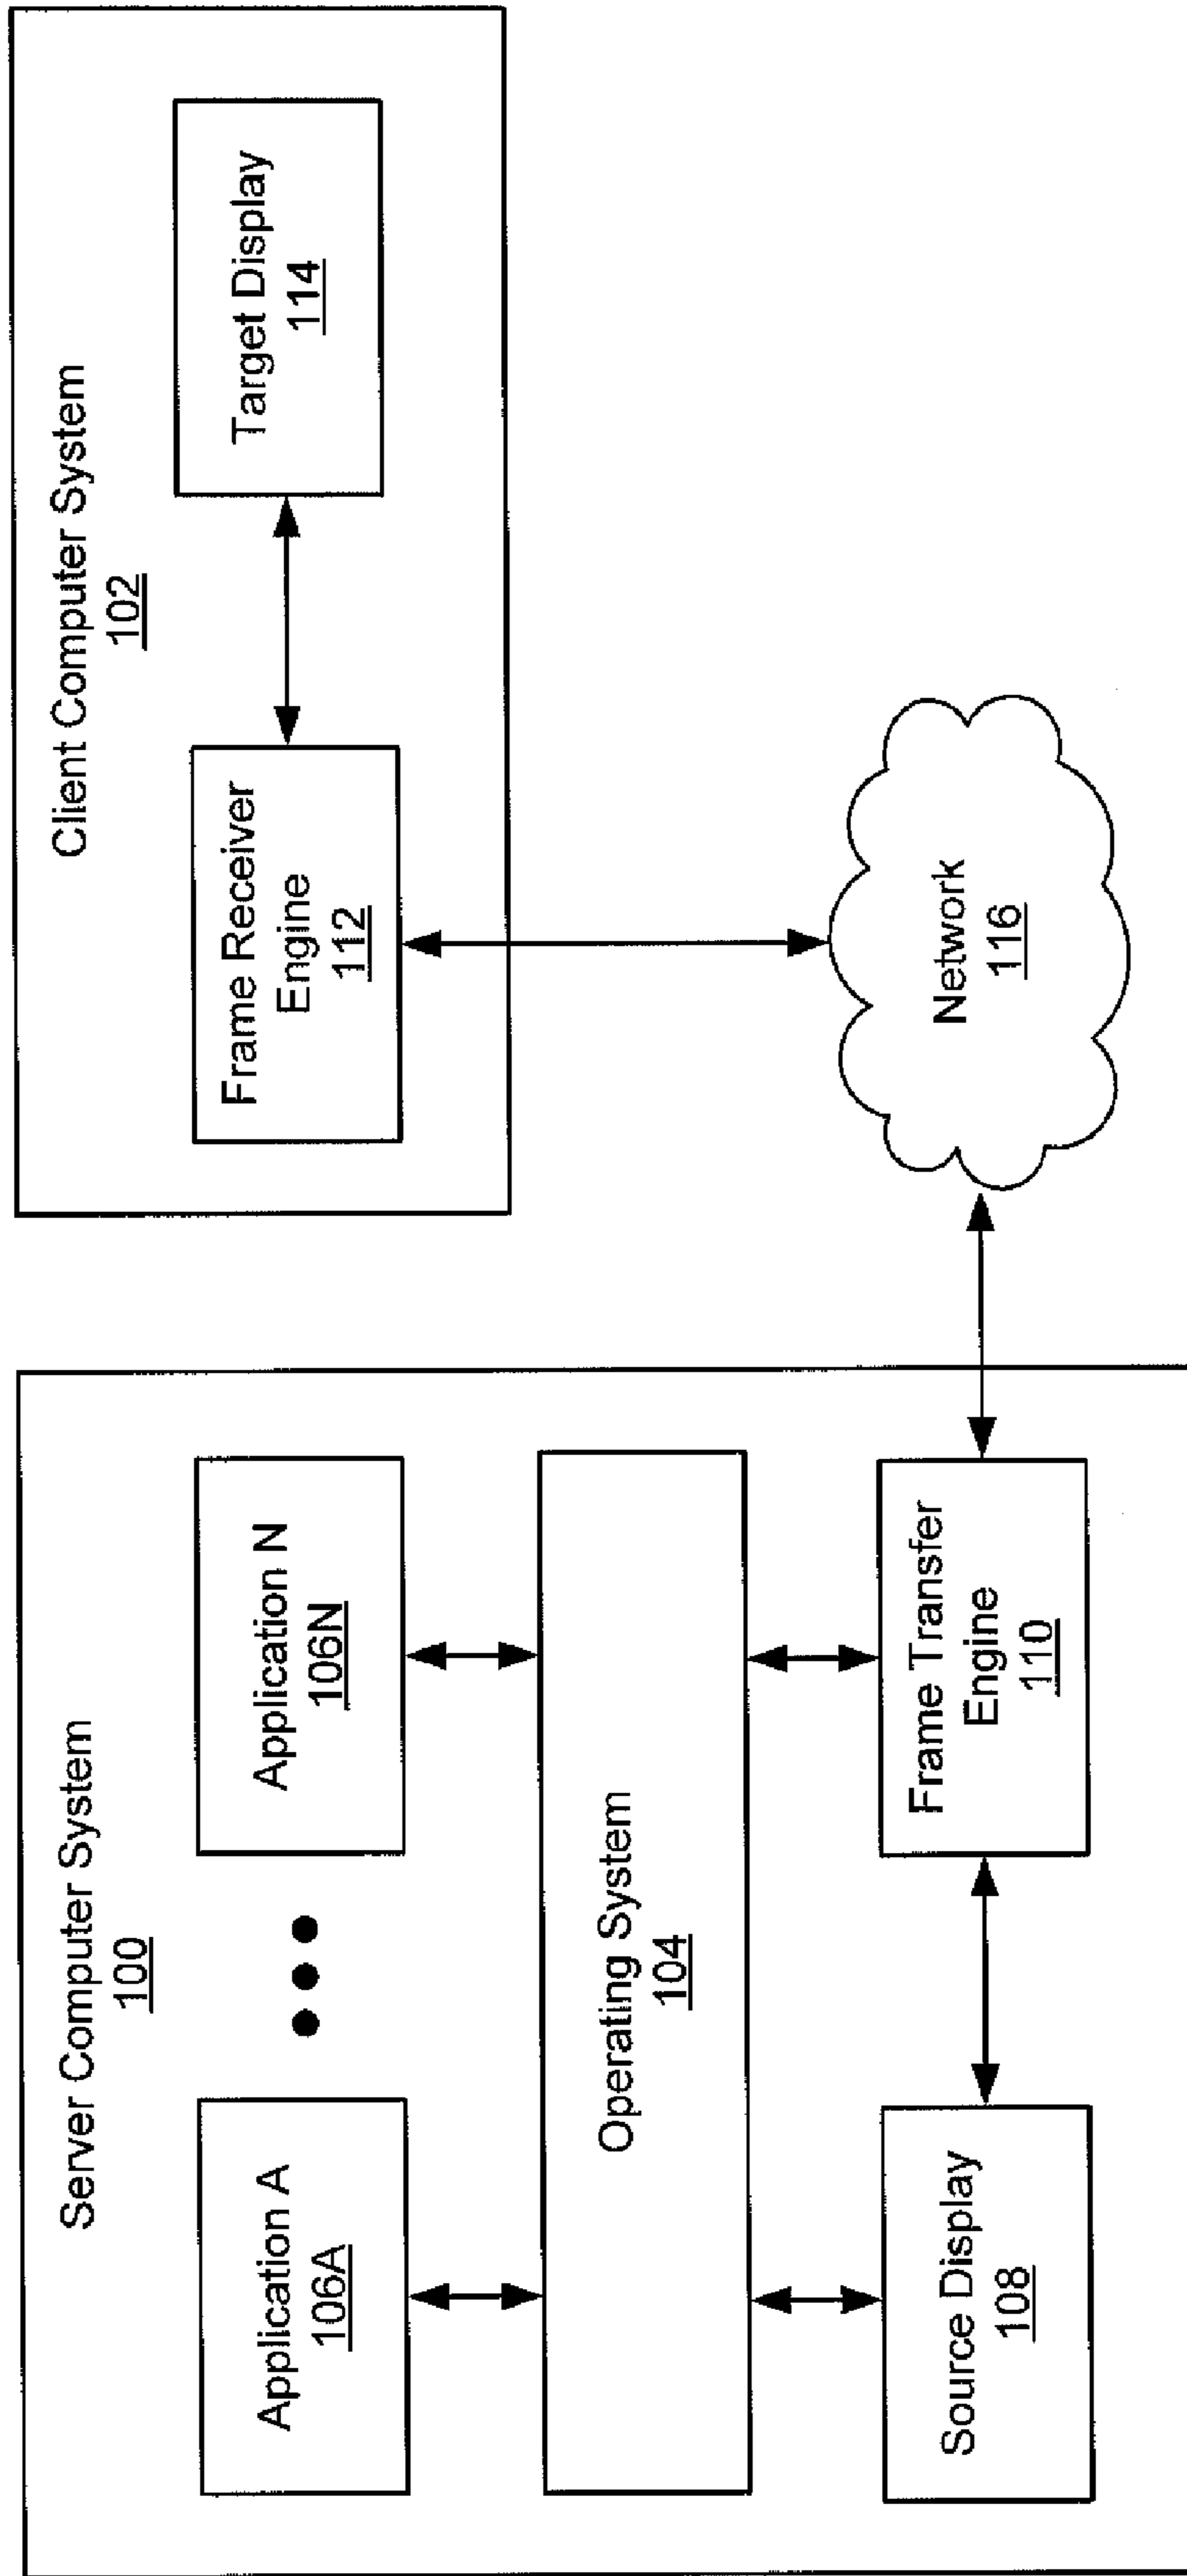 Server Computer System
100
Application A
106A
Application N
106N
Operating System
104
Source Display
108
Frame Transfer
Engine
110
Client Computer System
102
Frame Receiver
Engine
112
Target Display
114
Network
116